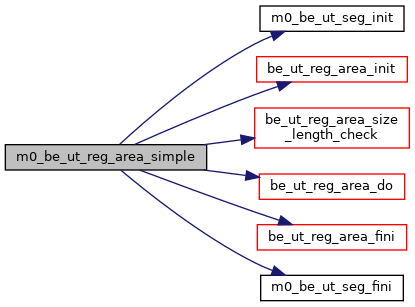 m0_be_ut_seg_init
be_ut_reg_area_init
be_ut_reg_area_size
_length_check
m0_be_ut_reg_area_simple
be_ut_reg_area_do
be_ut_reg_area_fini
m0_be_ut_seg_fini